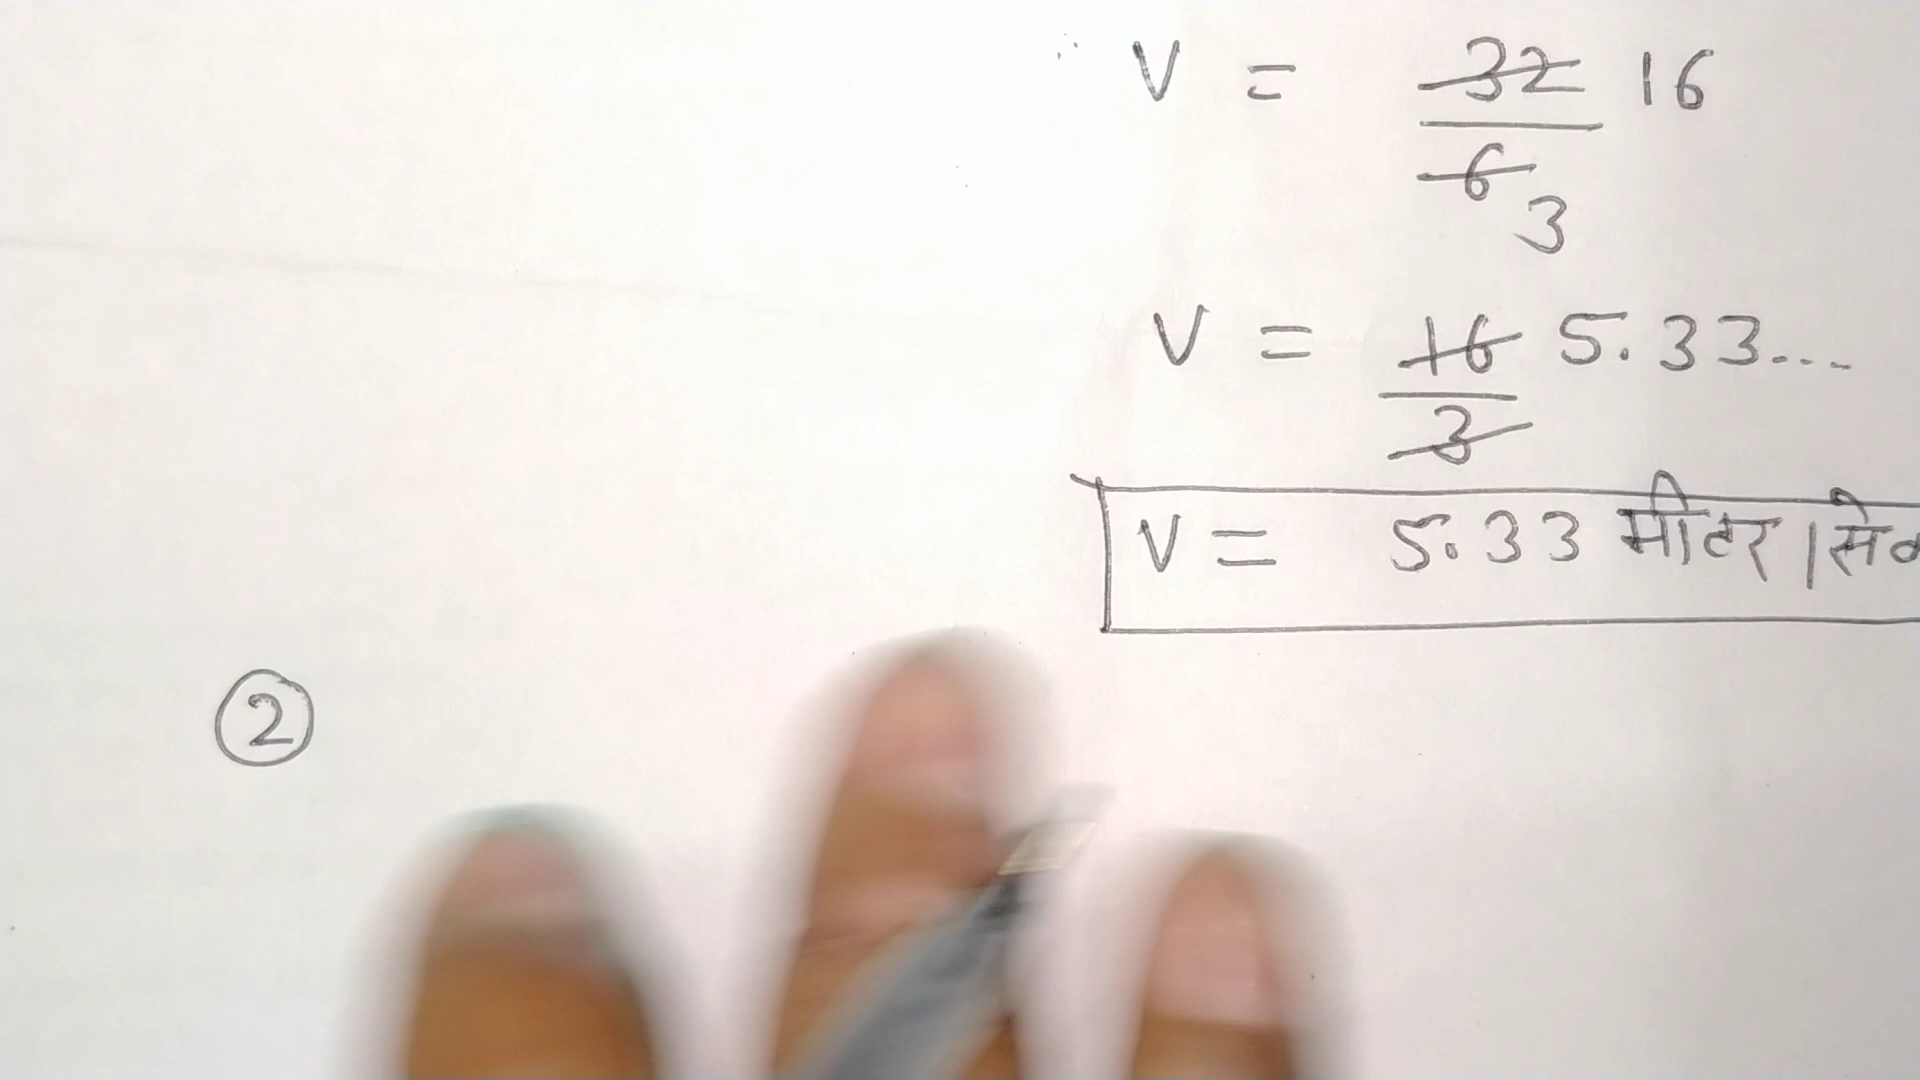 V = 32 16
6 3
V = 16 5.33...
3
V = 5.33 मीटर /
②